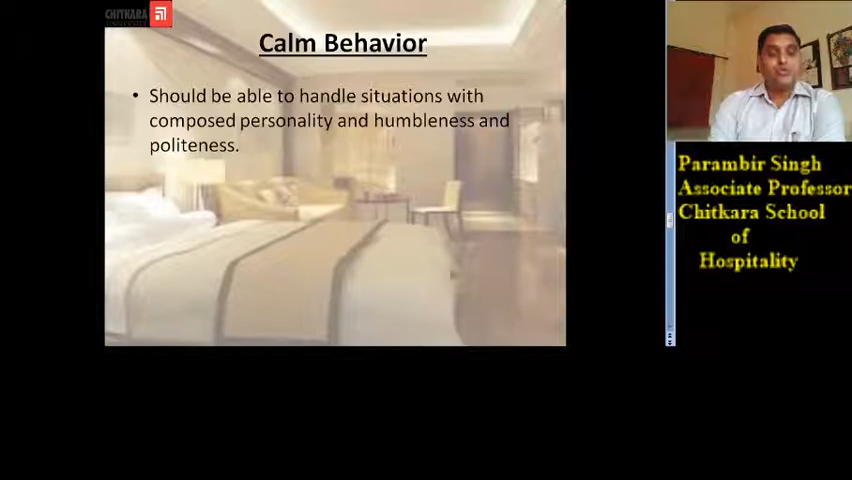 CHITKARA
UNIVERSITY
Calm Behavior
• Should be able to handle situations with
composed personality and humbleness and
politeness.
Parambir Singh
Associate Professor
Chitkara School
of
Hospitality